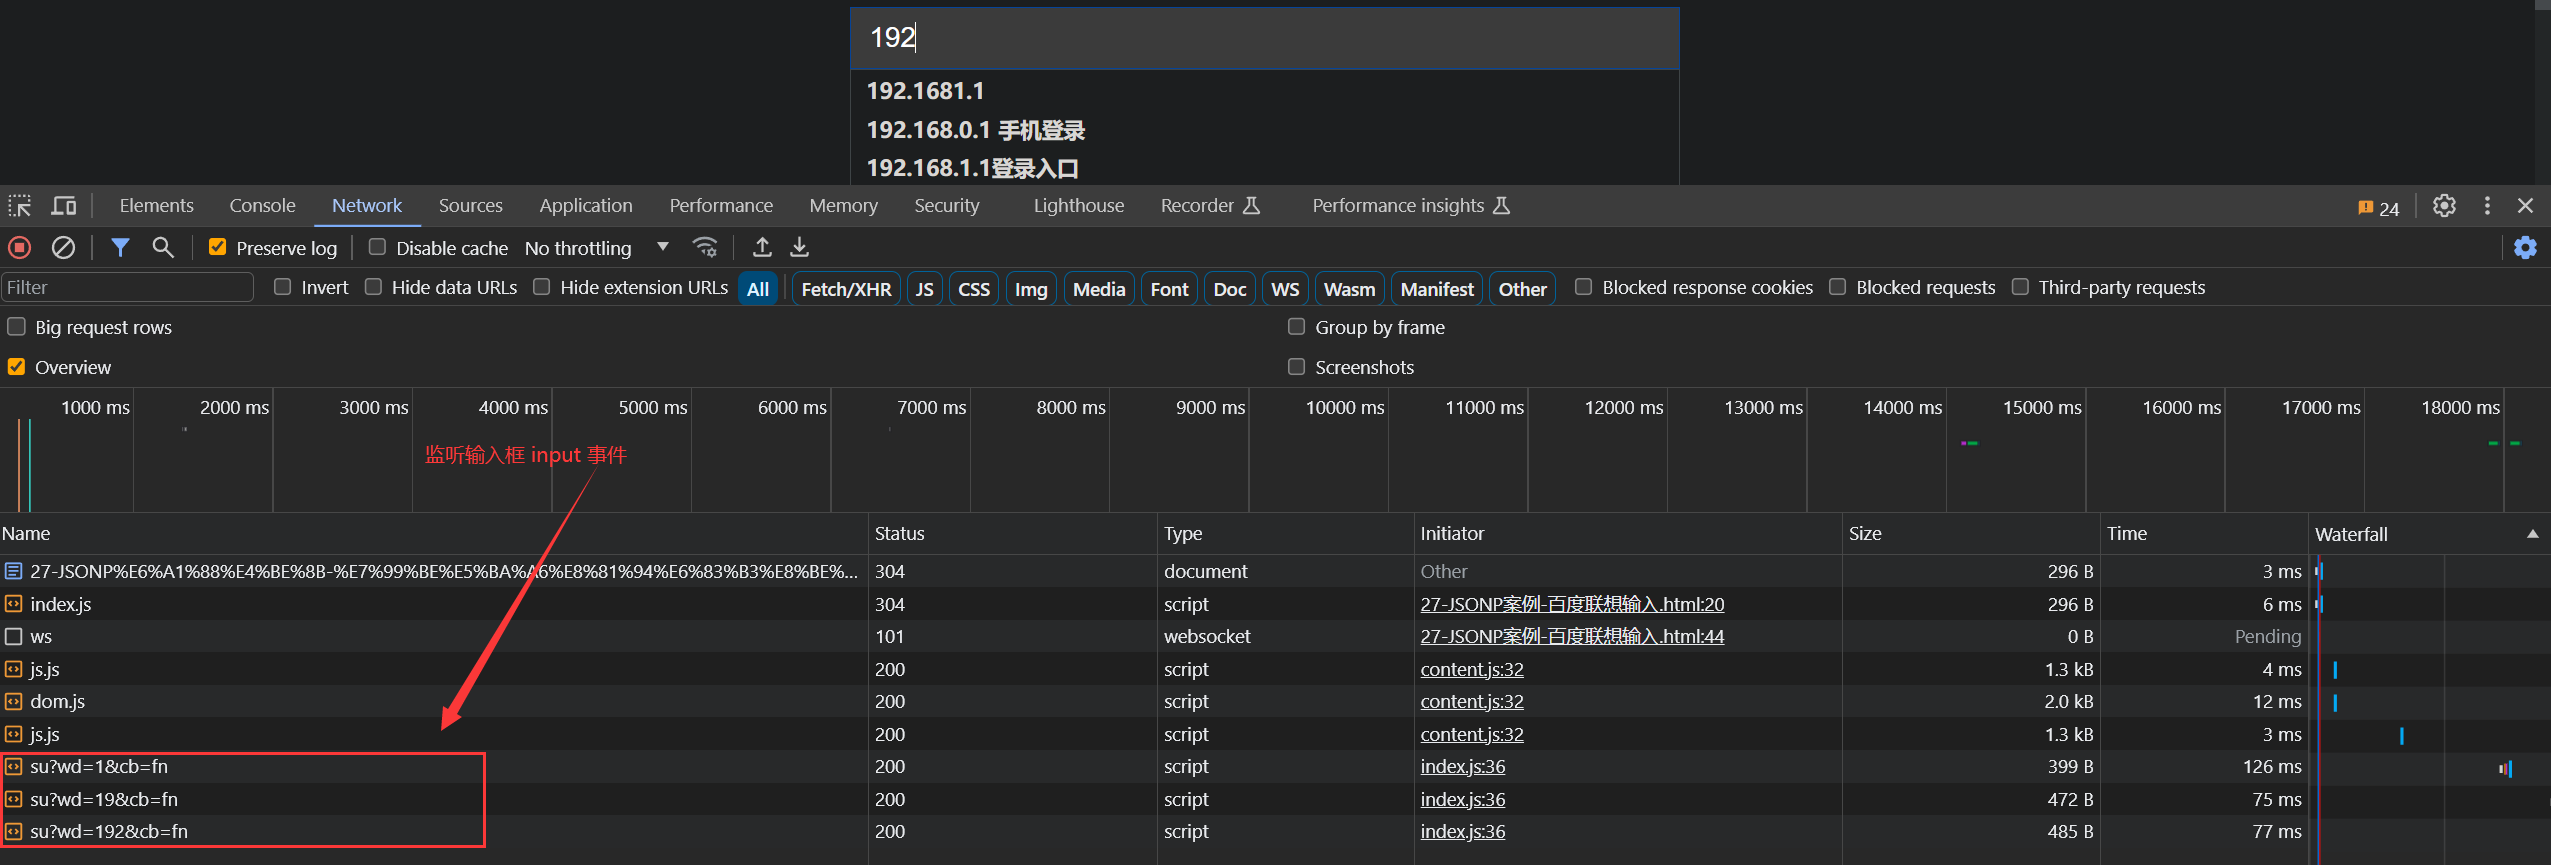 192
192.1681.1
192.168.0.1 手机登录
192.168.1.1登录入口
Elements Console Network Sources Application Performance Memory Security Lighthouse Recorder Performance insights 24
Preserve log Disable cache No throttling
Filter Invert Hide data URLs Hide extension URLs All Fetch/XHR JS CSS Img Media Font Doc WS Wasm Manifest Other Blocked response cookies Blocked requests Third-party requests
Big request rows Group by frame
Overview Screenshots
1000 ms 2000 ms 3000 ms 4000 ms 5000 ms 6000 ms 7000 ms 8000 ms 9000 ms 10000 ms 11000 ms 12000 ms 13000 ms 14000 ms 15000 ms 16000 ms 17000 ms 18000 ms
监听输入框 input 事件
Name Status Type Initiator Size Time Waterfall
27-JSONP%E6%A1%88%E4%BE%8B-%E7%99%BE%E5%BA%A6%E8%81%94%E6%83%B3%E8%BE%... 304 document Other 296 B 3 ms
index.js 304 script 27-JSONP案例-百度联想输入.html:20 296 B 6 ms
ws 101 websocket 27-JSONP案例-百度联想输入.html:44 0 B Pending
js.js 200 script content.js:32 1.3 kB 4 ms
dom.js 200 script content.js:32 2.0 kB 12 ms
js.js 200 script content.js:32 1.3 kB 3 ms
su?wd=1&cb=fn 200 script index.js:36 399 B 126 ms
su?wd=19&cb=fn 200 script index.js:36 472 B 75 ms
su?wd=192&cb=fn 200 script index.js:36 485 B 77 ms